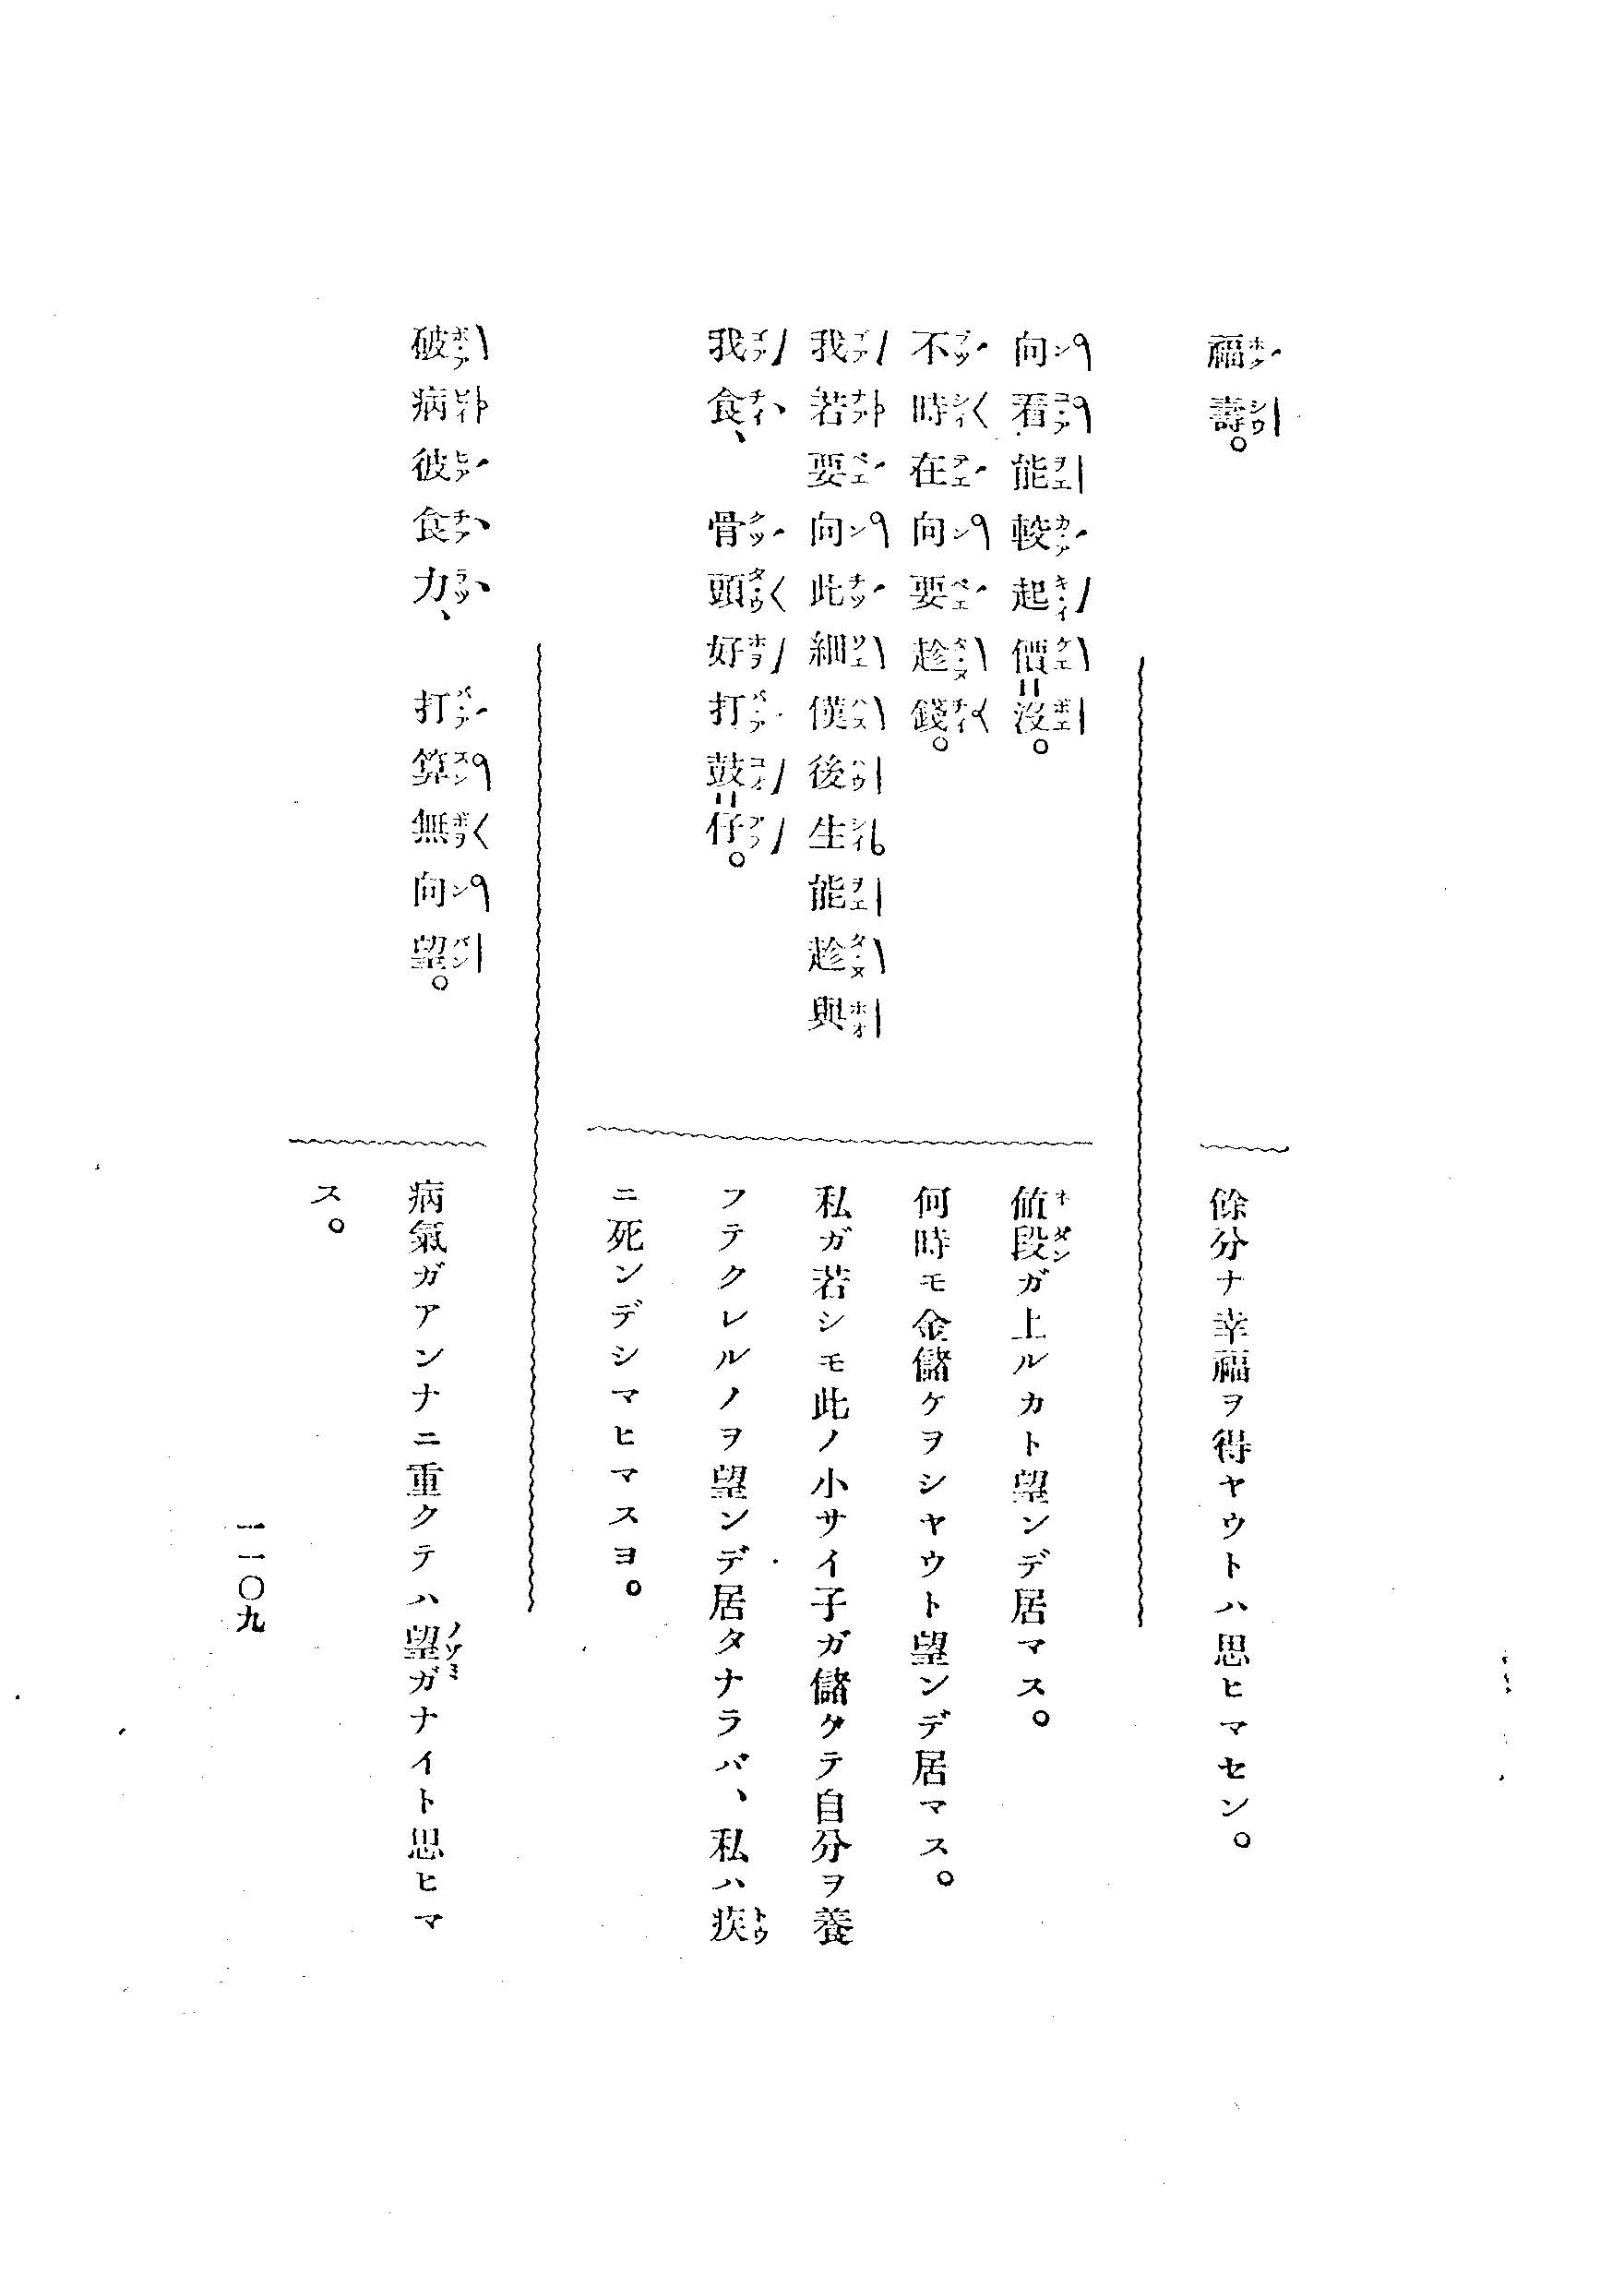 福壽。
餘分ナ幸福ヲ得ヤウトハ思ヒマセン。
向看能較起價=沒。
値段ガ上ルカト望ンデ居マス。
不時在向要趁錢。
何時モ金儲ケヲシヤウト望ンデ居マス。
我若要向此細漢後生能趁與
我食、骨頭好打鼓=仔。
私ガ若シモ此ノ小サイ子ガ儲ケテ自分ヲ養
フテクレルノヲ望ンデ居タナラバ、私ハ疾
ニ死ンデシマヒマスヨ。
破病彼食力、打算無向望。
病氣ガアンナニ重クテハ望ガナイト思ヒマ
ス。
一一〇九